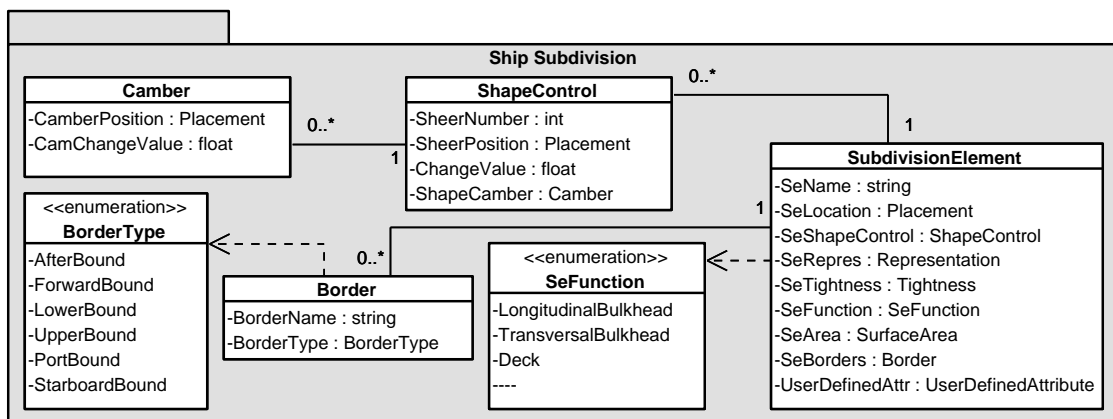 Ship Subdivision
Camber
-CamberPosition : Placement
-CamChangeValue : float
0..*
1
ShapeControl
-SheerNumber : int
-SheerPosition : Placement
-ChangeValue : float
-ShapeCamber : Camber
0..*
1
SubdivisionElement
-SeName : string
-SeLocation : Placement
-SeShapeControl : ShapeControl
-SeRepres : Representation
-SeTightness : Tightness
-SeFunction : SeFunction
-SeArea : SurfaceArea
-SeBorders : Border
-UserDefinedAttr : UserDefinedAttribute
<<enumeration>>
BorderType
-AfterBound
-ForwardBound
-LowerBound
-UpperBound
-PortBound
-StarboardBound
1
0..*
Border
-BorderName : string
-BorderType : BorderType
<<enumeration>>
SeFunction
-LongitudinalBulkhead
-TransversalBulkhead
-Deck
----